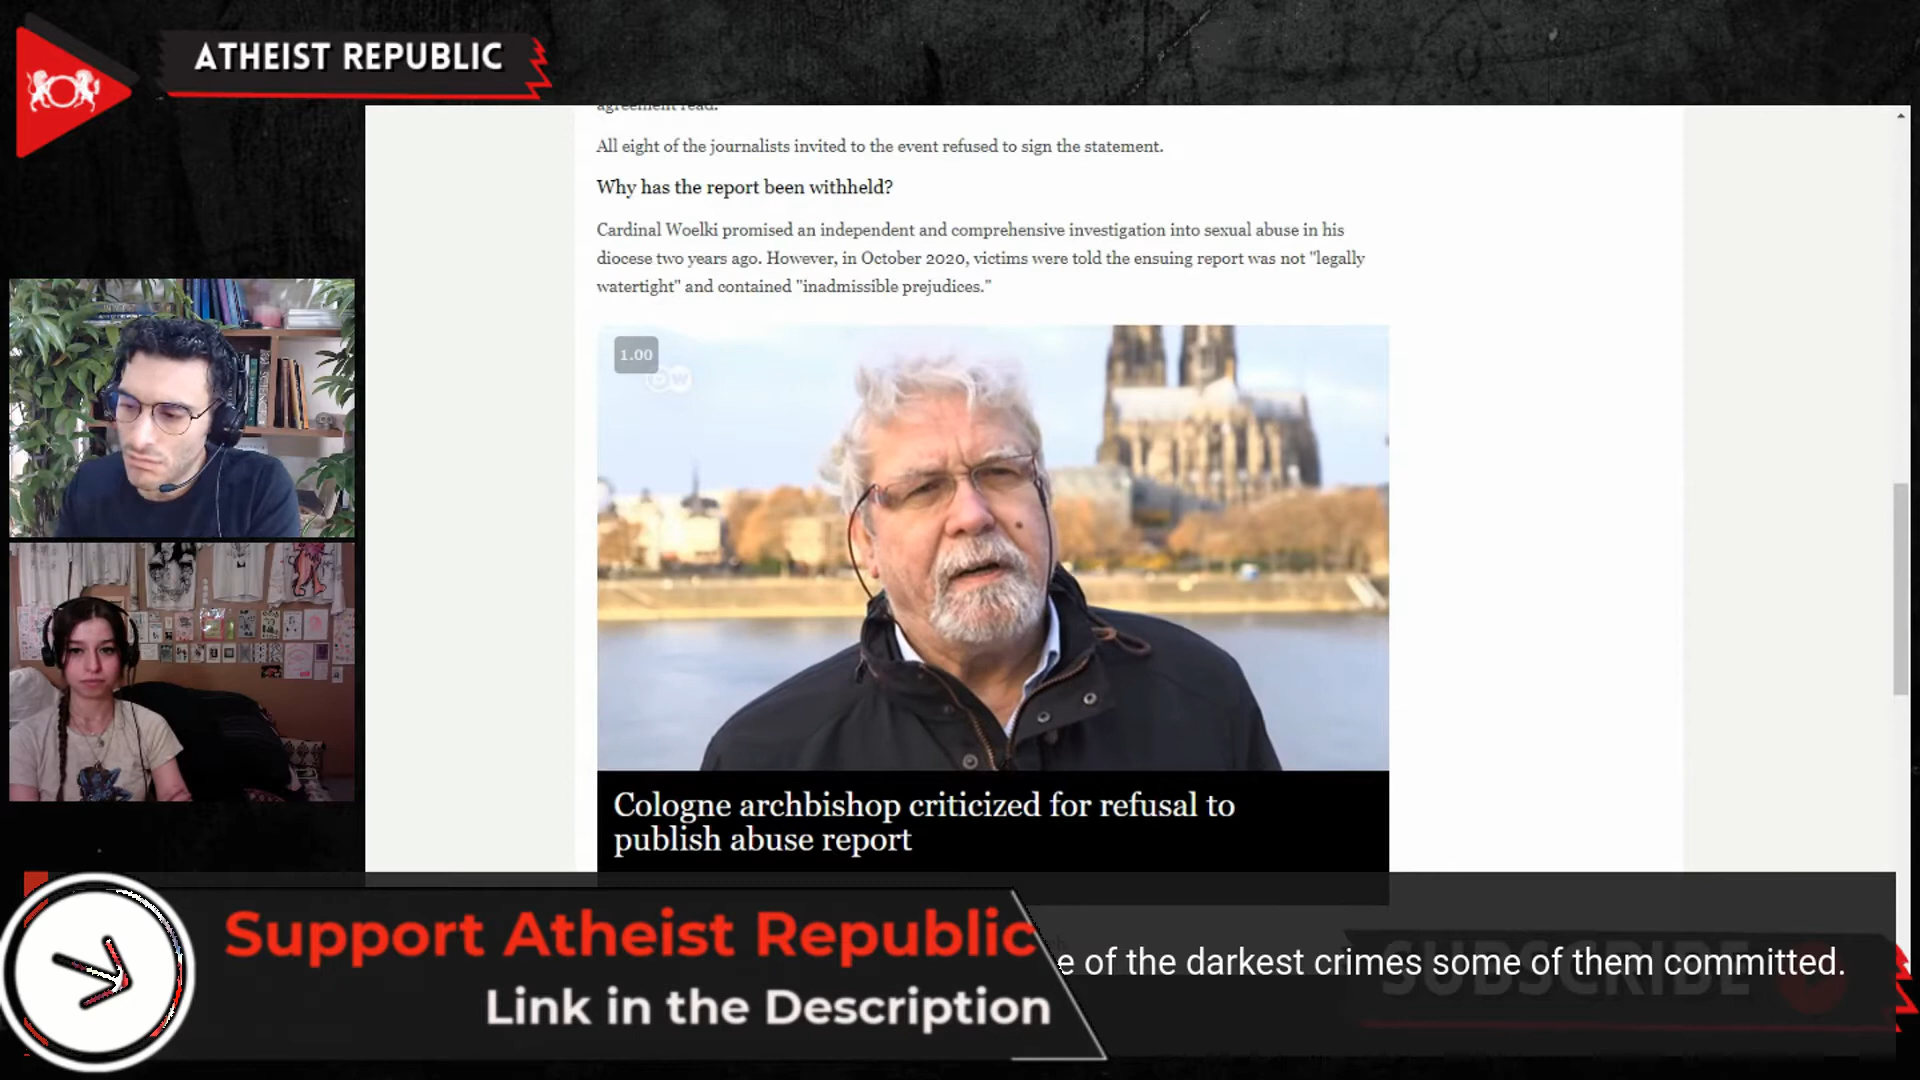 ATHEIST REPUBLIC
agreement read.
All eight of the journalists invited to the event refused to sign the statement.
Why has the report been withheld?
Cardinal Woelki promised an independent and comprehensive investigation into sexual abuse in his
diocese two years ago. However, in October 2020, victims were told the ensuing report was not "legally
watertight" and contained "inadmissible prejudices."
1.00
DW
Cologne archbishop criticized for refusal to
publish abuse report
Support Atheist Republic
Link in the Description
e of the darkest crimes some of them committed.
SUBSCRIBE